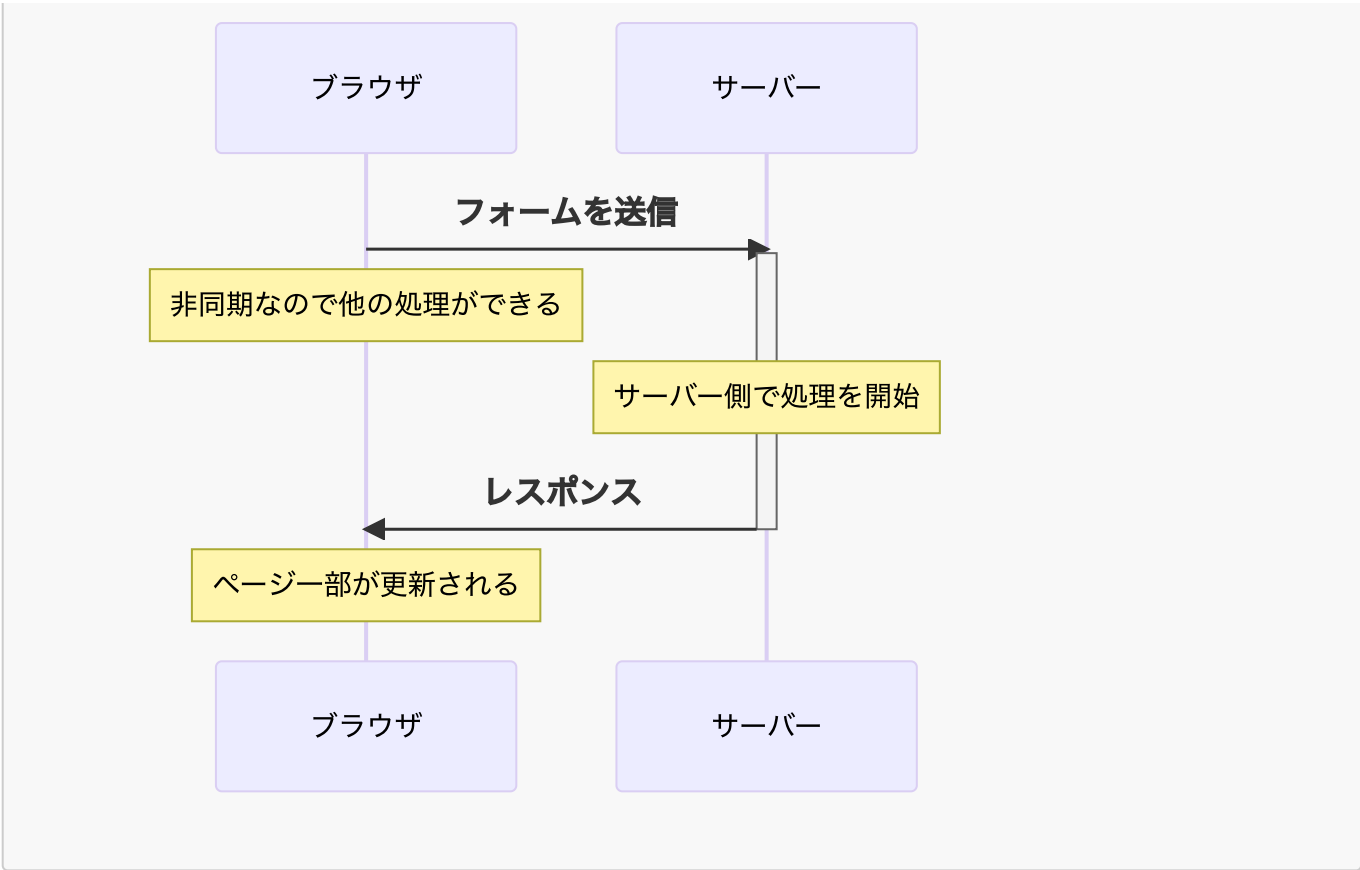 ブラウザ
サーバー
フォームを送信
非同期なので他の処理ができる
サーバー側で処理を開始
レスポンス
ページ一部が更新される
ブラウザ
サーバー